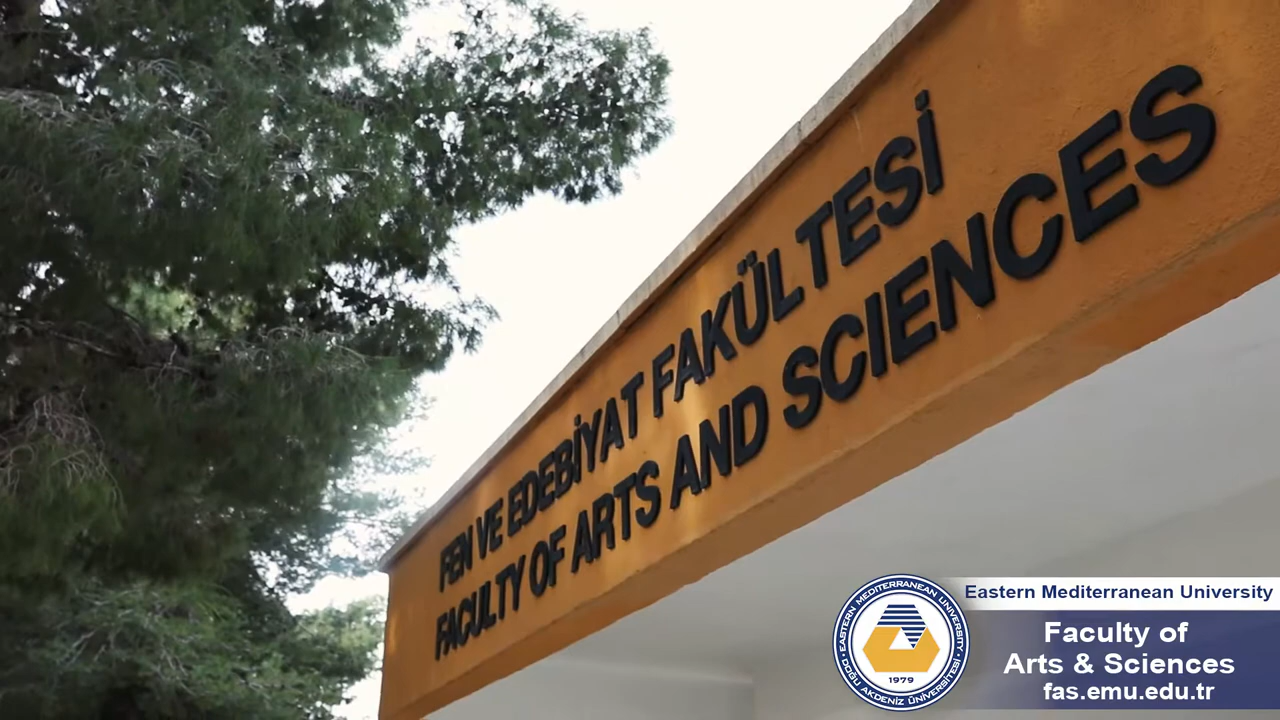 FEN VE EDEBİYAT FAKÜLTESİ
FACULTY OF ARTS AND SCIENCES
EASTERN MEDITERRANEAN UNIVERSITY
DOĞU AKDENİZ ÜNİVERSİTESİ
1979
Eastern Mediterranean University
Faculty of
Arts & Sciences
fas.emu.edu.tr